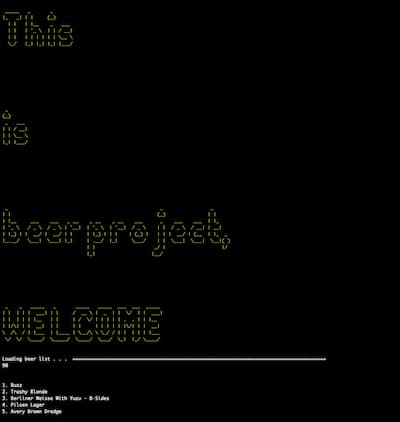 This
is
beerproject,
WELCOME
Loading beer list . . . ==================================================
90
1. Buzz
2. Trashy Blonde
3. Berliner Weisse With Yuzu - B-Sides
4. Pilsen Lager
5. Avery Brown Dredge